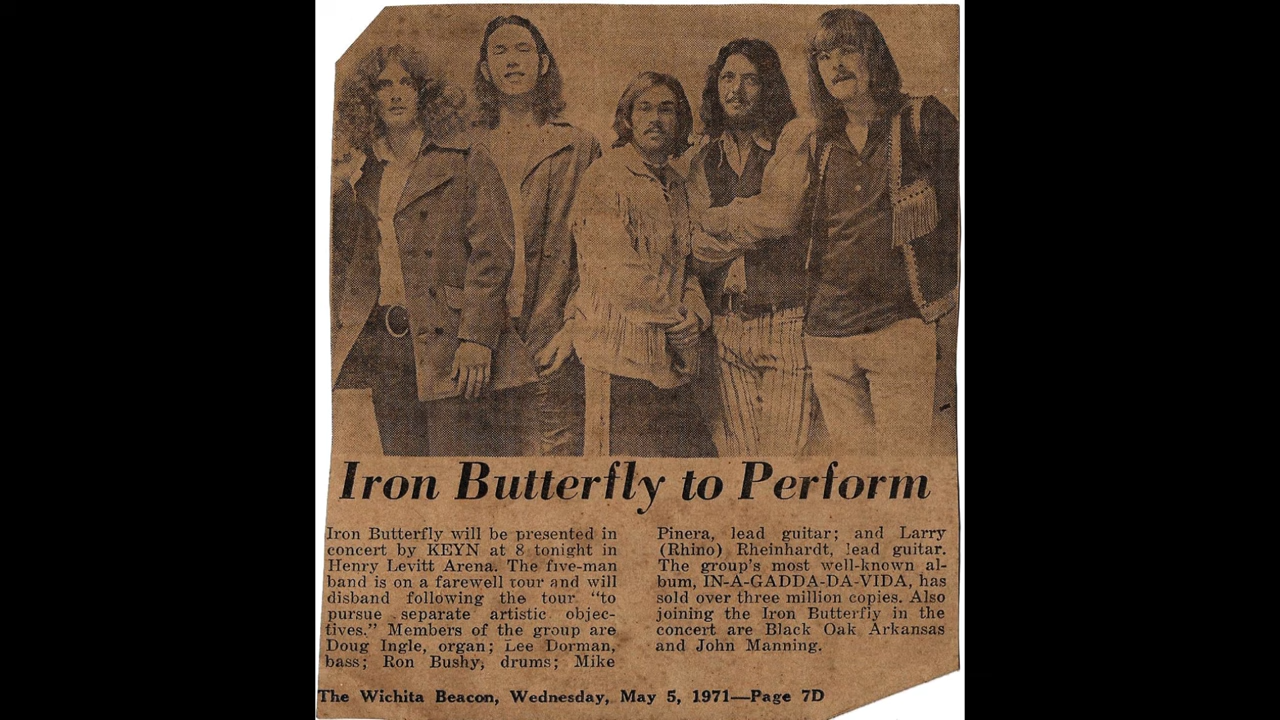 Iron Butterfly to Perform
Iron Butterfly will be presented in
concert by KEYN at 8 tonight in
Henry Levitt Arena. The five-man
band is on a farewell tour and will
disband following the tour "to
pursue separate artistic objec-
tives." Members of the group are
Doug Ingle, organ; Lee Dorman,
bass; Ron Bushy, drums; Mike
Pinera, lead guitar; and Larry
(Rhino) Rheinhardt, lead guitar.
The group's most well-known al-
bum, IN-A-GADDA-DA-VIDA, has
sold over three million copies. Also
joining the Iron Butterfly in the
concert are Black Oak Arkansas
and John Manning.
The Wichita Beacon, Wednesday, May 5, 1971—Page 7D